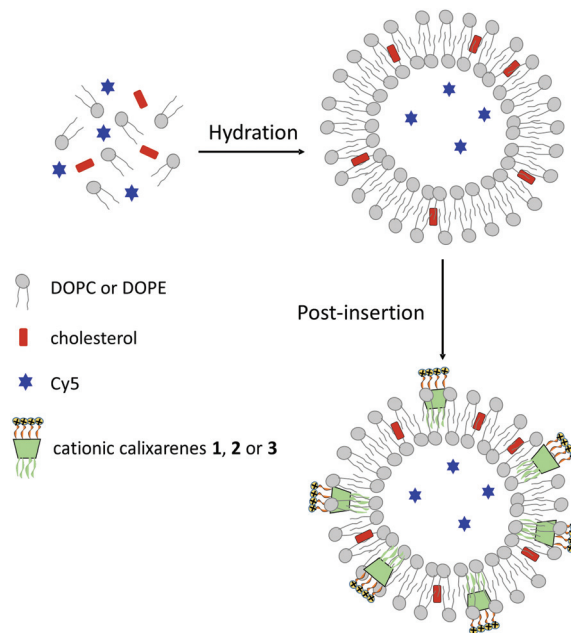 Hydration
DOPC or DOPE
Post-insertion
cholesterol
Cy5
cationic calixarenes 1, 2 or 3